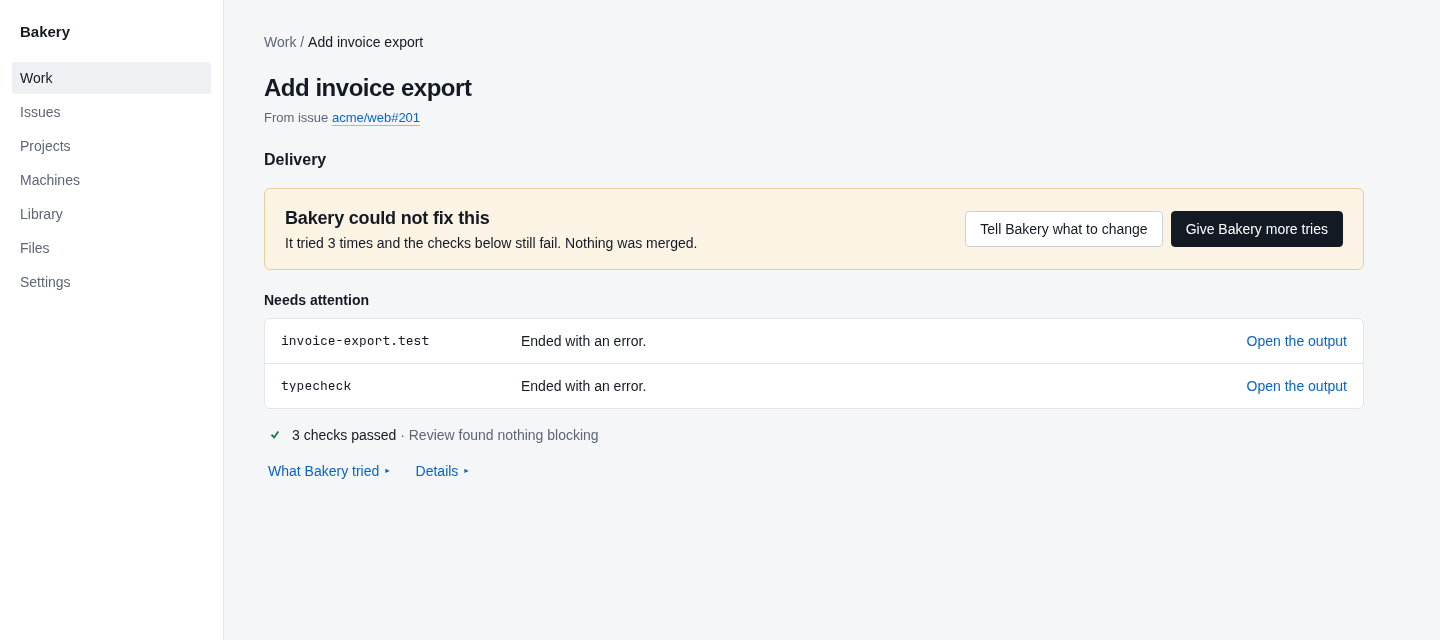 Bakery
Work
Issues
Projects
Machines
Library
Files
Settings
Work / Add invoice export
Add invoice export
From issue acme/web#201
Delivery
Bakery could not fix this
It tried 3 times and the checks below still fail. Nothing was merged.
Tell Bakery what to change
Give Bakery more tries
Needs attention
invoice-export.test Ended with an error. Open the output
typecheck Ended with an error. Open the output
3 checks passed · Review found nothing blocking
What Bakery tried ▸ Details ▸